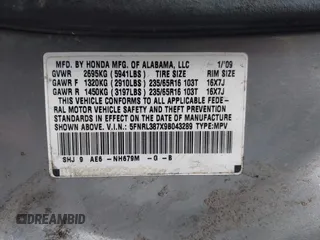 MFD. BY HONDA MFG. OF ALABAMA, LLC 1/'09
GVWR 2695KG (5941LBS) TIRE SIZE RIM SIZE
GAWR F 1320KG (2910LBS) 235/65R16 103T 16X7J
GAWR R 1450KG (3197LBS) 235/65R16 103T 16X7J
THIS VEHICLE CONFORMS TO ALL APPLICABLE FEDE-
RAL MOTOR VEHICLE SAFETY AND THEFT PREVENTION
STANDARDS IN EFFECT ON THE DATE OF MANUFACTURE
SHOWN ABOVE. V.I.N.: 5FNRL387X9B043289 TYPE:MPV
SHJ 9 AE6 -NH679M -G -B
DREAMBID